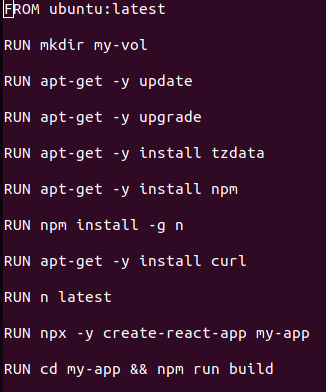 FROM ubuntu:latest
RUN mkdir my-vol
RUN apt-get -y update
RUN apt-get -y upgrade
RUN apt-get -y install tzdata
RUN apt-get -y install npm
RUN npm install -g n
RUN apt-get -y install curl
RUN n latest
RUN npx -y create-react-app my-app
RUN cd my-app && npm run build